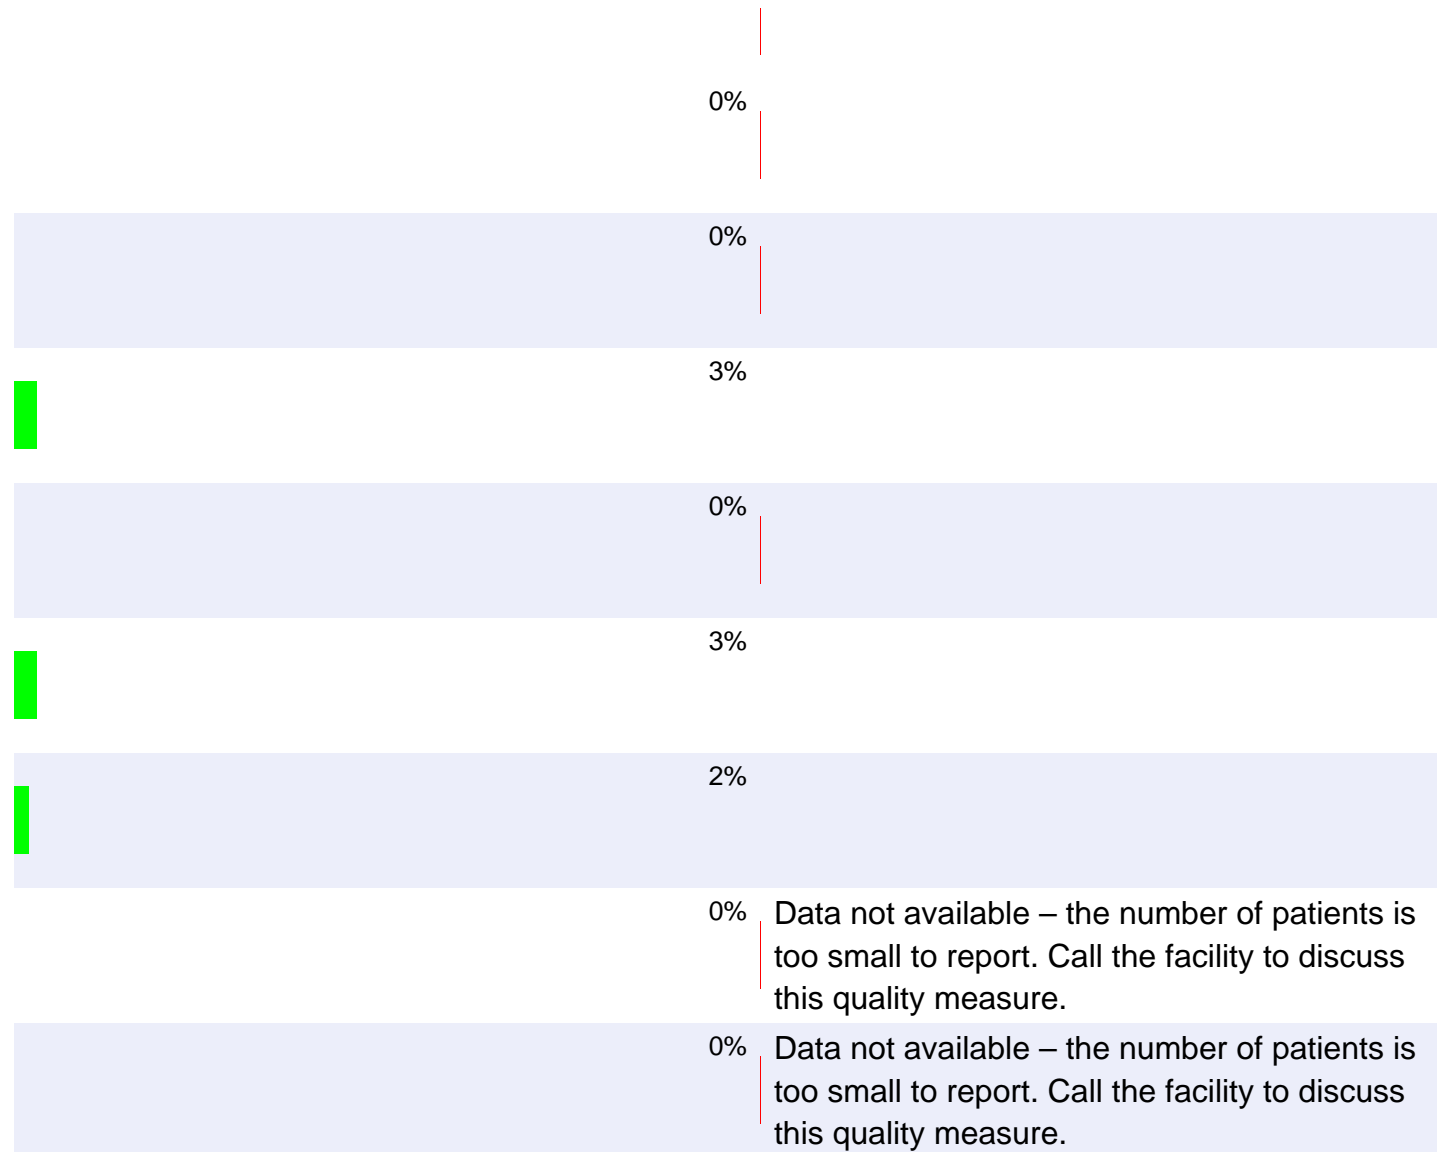 0%
0%
3%
0%
3%
2%
0% Data not available – the number of patients is
too small to report. Call the facility to discuss
this quality measure.
0% Data not available – the number of patients is
too small to report. Call the facility to discuss
this quality measure.